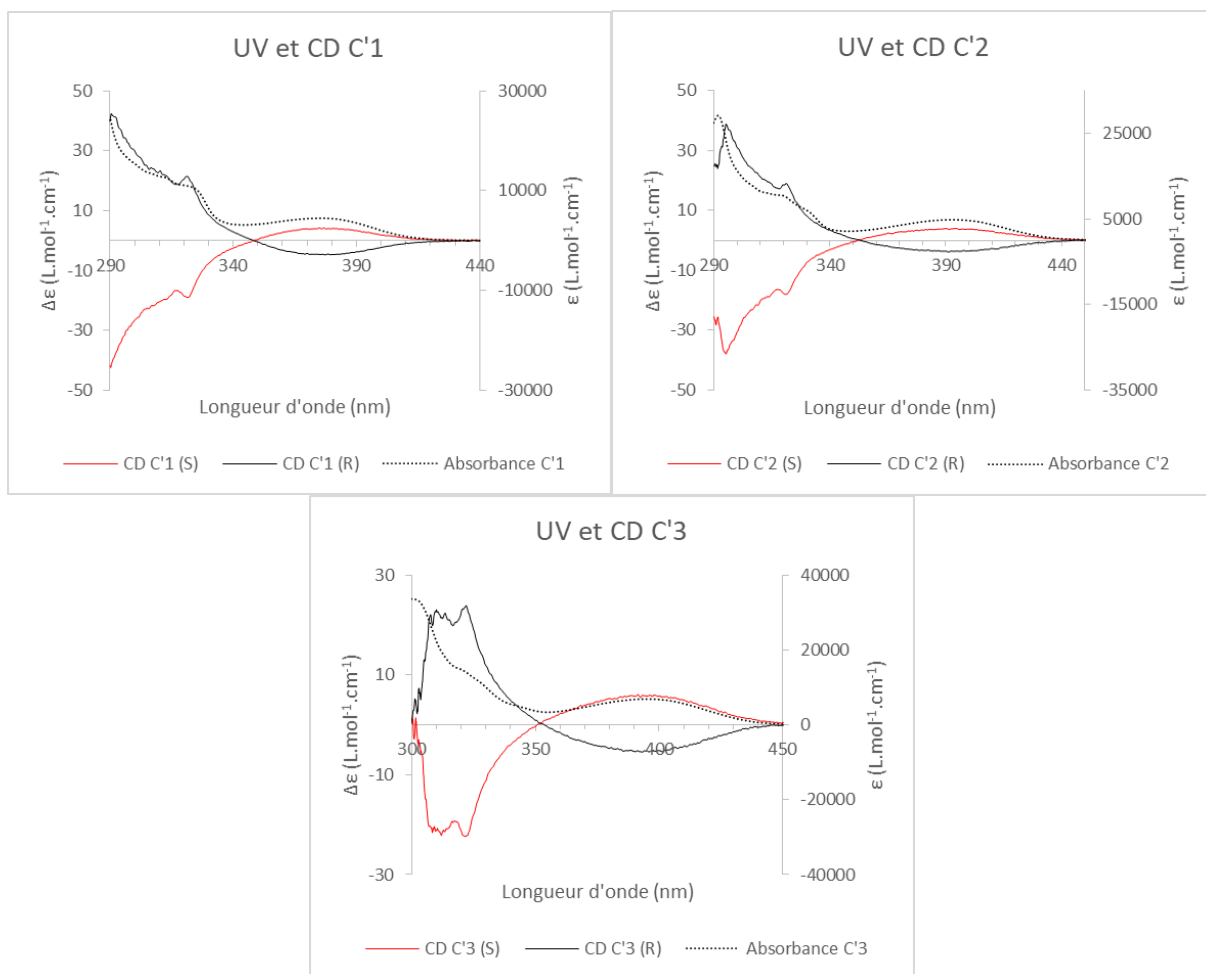 UV et CD C'1
50
30
10
-10
-30
-50
Δε (L.mol-1.cm-1)
290
340
390
440
30000
10000
-10000
-30000
ε (L.mol-1.cm-1)
Longueur d'onde (nm)
CD C'1 (S)
CD C'1 (R)
Absorbance C'1
UV et CD C'2
50
30
10
-10
-30
-50
Δε (L.mol-1.cm-1)
290
340
390
440
25000
5000
-15000
-35000
ε (L.mol-1.cm-1)
Longueur d'onde (nm)
CD C'2 (S)
CD C'2 (R)
Absorbance C'2
UV et CD C'3
30
10
-10
-30
Δε (L.mol-1.cm-1)
300
350
400
450
40000
20000
0
-20000
-40000
ε (L.mol-1.cm-1)
Longueur d'onde (nm)
CD C'3 (S)
CD C'3 (R)
Absorbance C'3